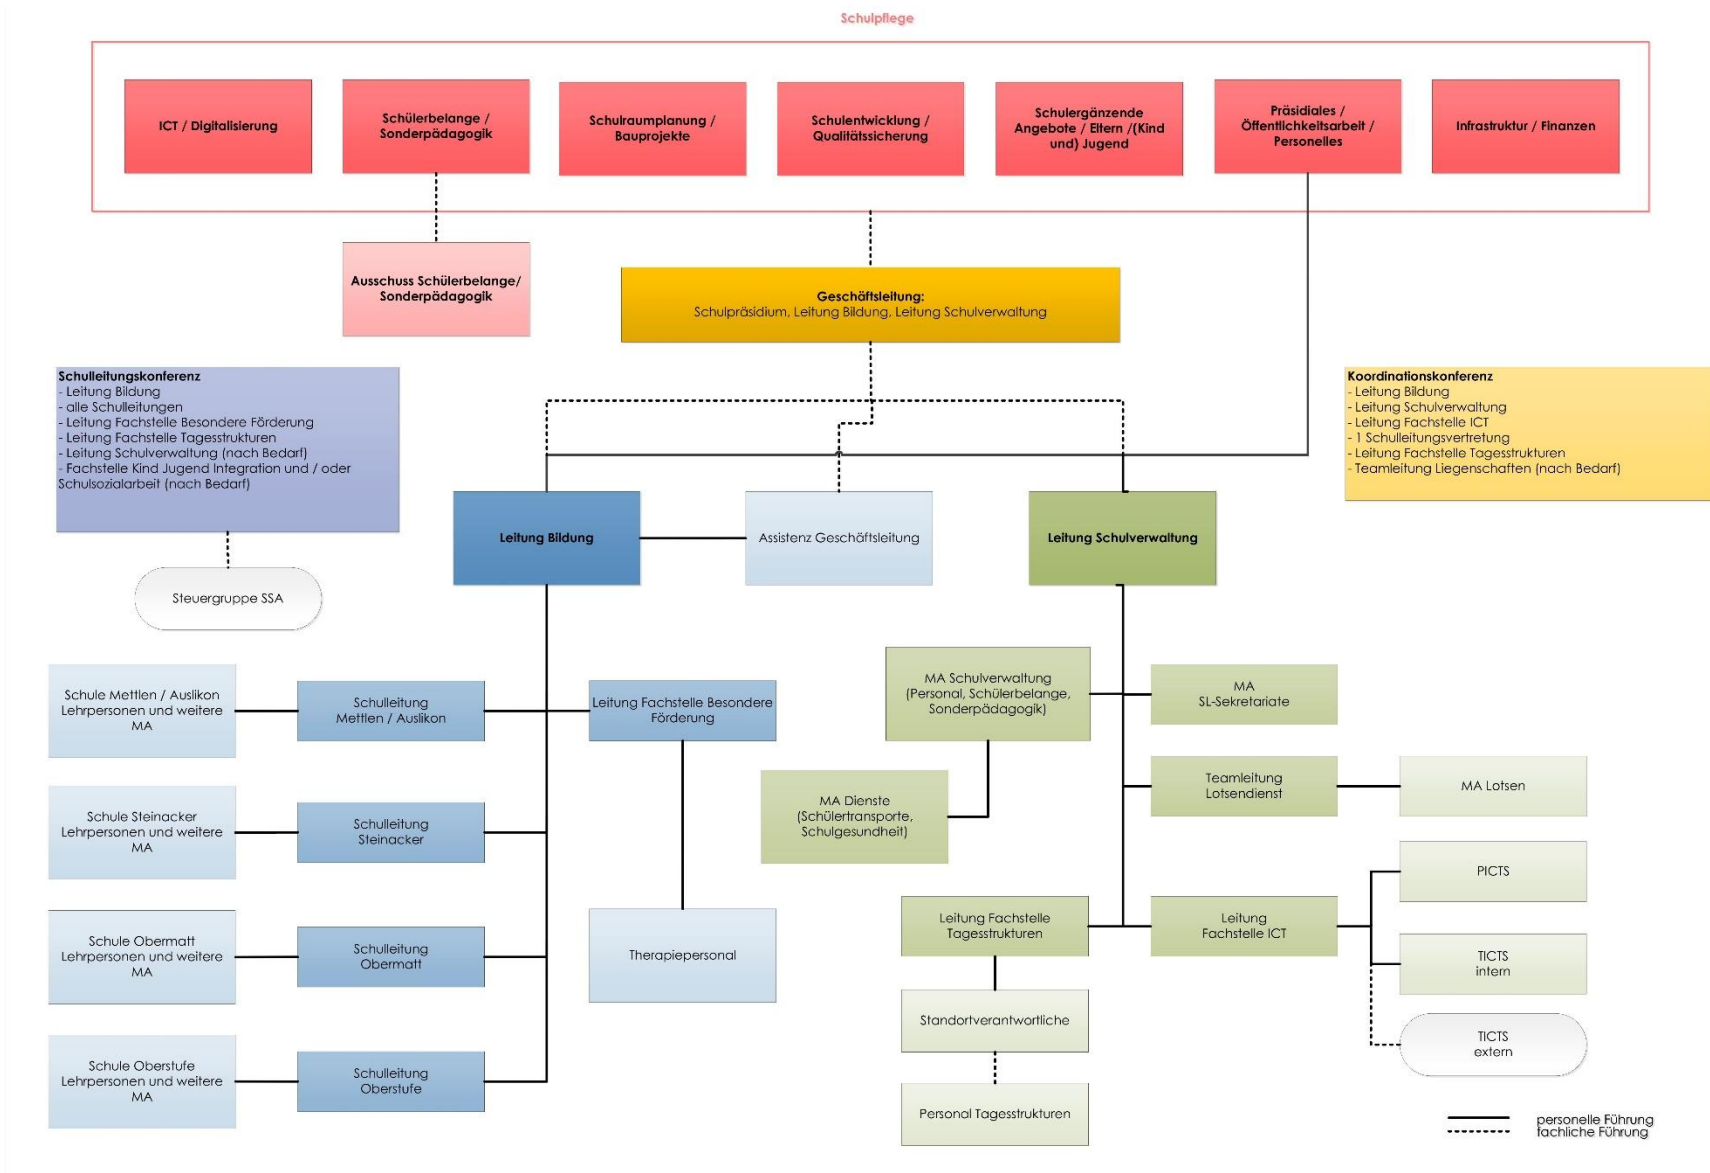 Schulpflege
ICT / Digitalisierung
Schülerbelange /
Sonderpädagogik
Schulraumplanung /
Bauprojekte
Schulentwicklung /
Qualitätssicherung
Schulergänzende
Angebote / Eltern /(Kind
und) Jugend
Präsidiales /
Öffentlichkeitsarbeit /
Personelles
Infrastruktur / Finanzen
Ausschuss Schülerbelange/
Sonderpädagogik
Geschäftsleitung:
Schulpräsidium, Leitung Bildung, Leitung Schulverwaltung
Schulleitungskonferenz
- Leitung Bildung
- alle Schulleitungen
- Leitung Fachstelle Besondere Förderung
- Leitung Fachstelle Tagesstrukturen
- Leitung Schulverwaltung (nach Bedarf)
- Fachstelle Kind Jugend Integration und / oder
Schulsozialarbeit (nach Bedarf)
Koordinationskonferenz
- Leitung Bildung
- Leitung Schulverwaltung
- Leitung Fachstelle ICT
- 1 Schulleitungsvertretung
- Leitung Fachstelle Tagesstrukturen
- Teamleitung Liegenschaften (nach Bedarf)
Leitung Bildung
Assistenz Geschäftsleitung
Leitung Schulverwaltung
Steuergruppe SSA
Schule Mettlen / Auslikon
Lehrpersonen und weitere
MA
Schulleitung
Mettlen / Auslikon
Leitung Fachstelle Besondere
Förderung
MA Schulverwaltung
(Personal, Schülerbelange,
Sonderpädagogik)
MA
SL-Sekretariate
Schule Steinacker
Lehrpersonen und weitere
MA
Schulleitung
Steinacker
MA Dienste
(Schülertransporte,
Schulgesundheit)
Teamleitung
Lotsendienst
MA Lotsen
PICTS
Schule Obermatt
Lehrpersonen und weitere
MA
Schulleitung
Obermatt
Therapiepersonal
Leitung Fachstelle
Tagesstrukturen
Leitung
Fachstelle ICT
TICTS
intern
Standortverantwortliche
TICTS
extern
Schule Oberstufe
Lehrpersonen und weitere
MA
Schulleitung
Oberstufe
Personal Tagesstrukturen
personelle Führung
fachliche Führung